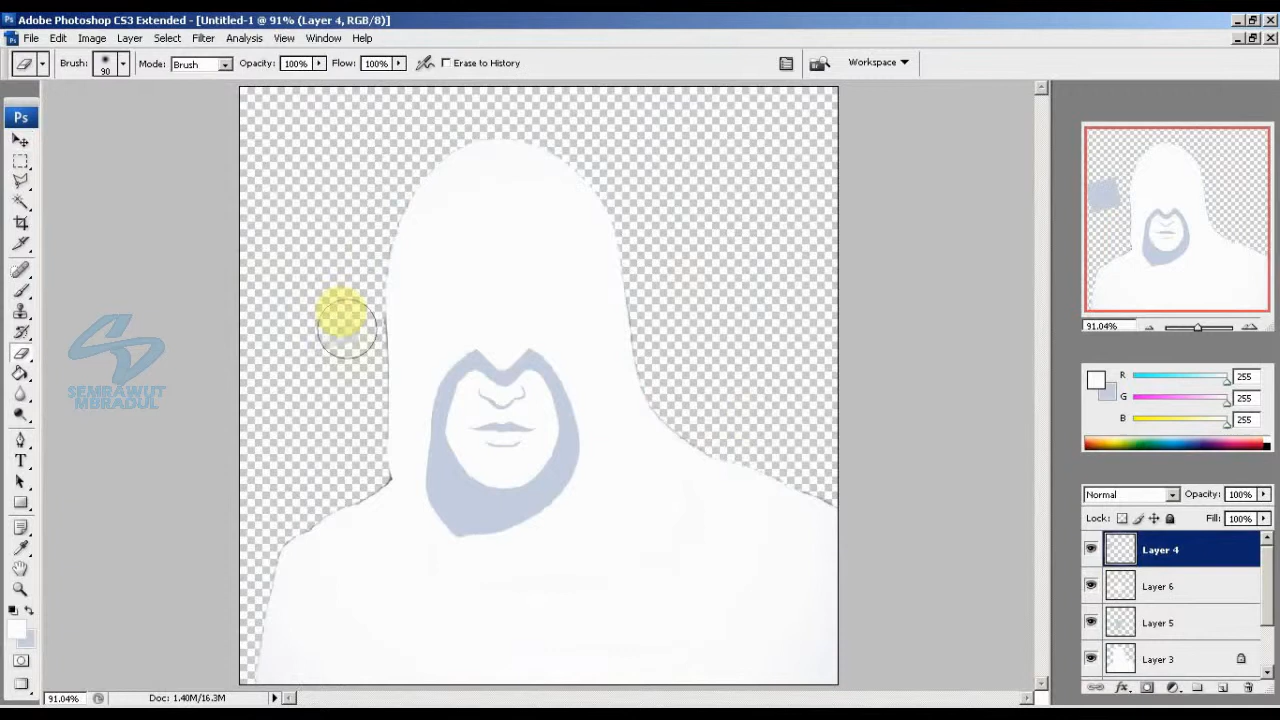 Adobe Photoshop CS3 Extended - [Untitled-1 @ 91% (Layer 4, RGB/8)]
File Edit Image Layer Select Filter Analysis View Window Help
Brush: 90 Mode: Brush Opacity: 100% Flow: 100% Erase to History Workspace
Ps
SEMRAWUT
MBRADUL
T
91.04%
R 255
G 255
B 255
Normal Opacity: 100%
Lock: Fill: 100%
Layer 4
Layer 6
Layer 5
Layer 3
91.04% Doc: 1.40M/16.3M